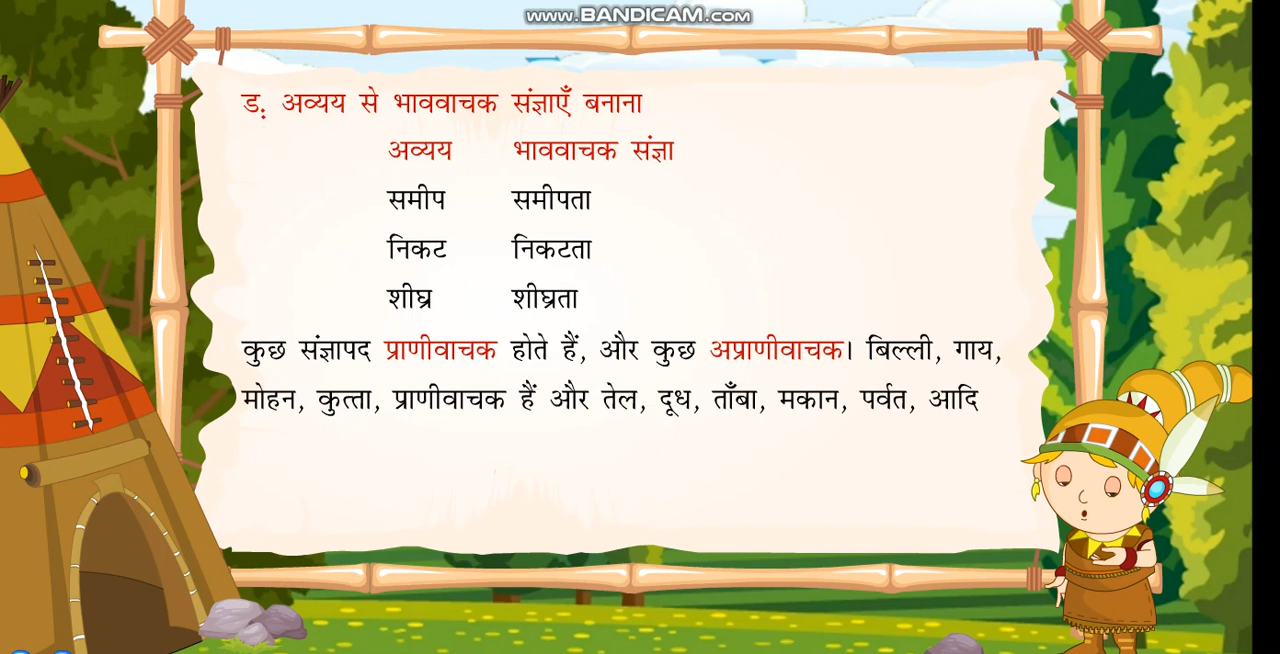 www.BANDICAM.com
ड. अव्यय से भाववाचक संज्ञाएँ बनाना
अव्यय भाववाचक संज्ञा
समीप समीपता
निकट निकटता
शीघ्र शीघ्रता
कुछ संज्ञापद प्राणीवाचक होते हैं, और कुछ अप्राणीवाचक। बिल्ली, गाय,
मोहन, कुत्ता, प्राणीवाचक हैं और तेल, दूध, ताँबा, मकान, पर्वत, आदि